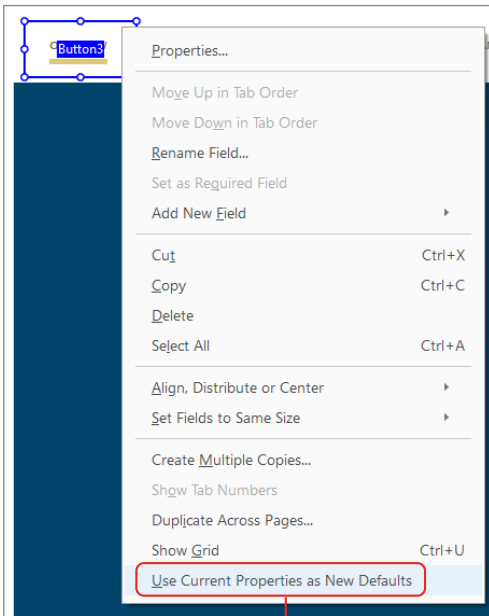 Button3
Properties...
Move Up in Tab Order
Move Down in Tab Order
Rename Field...
Set as Required Field
Add New Field
Cut Ctrl+X
Copy Ctrl+C
Delete
Select All Ctrl+A
Align, Distribute or Center
Set Fields to Same Size
Create Multiple Copies...
Show Tab Numbers
Duplicate Across Pages...
Show Grid Ctrl+U
Use Current Properties as New Defaults